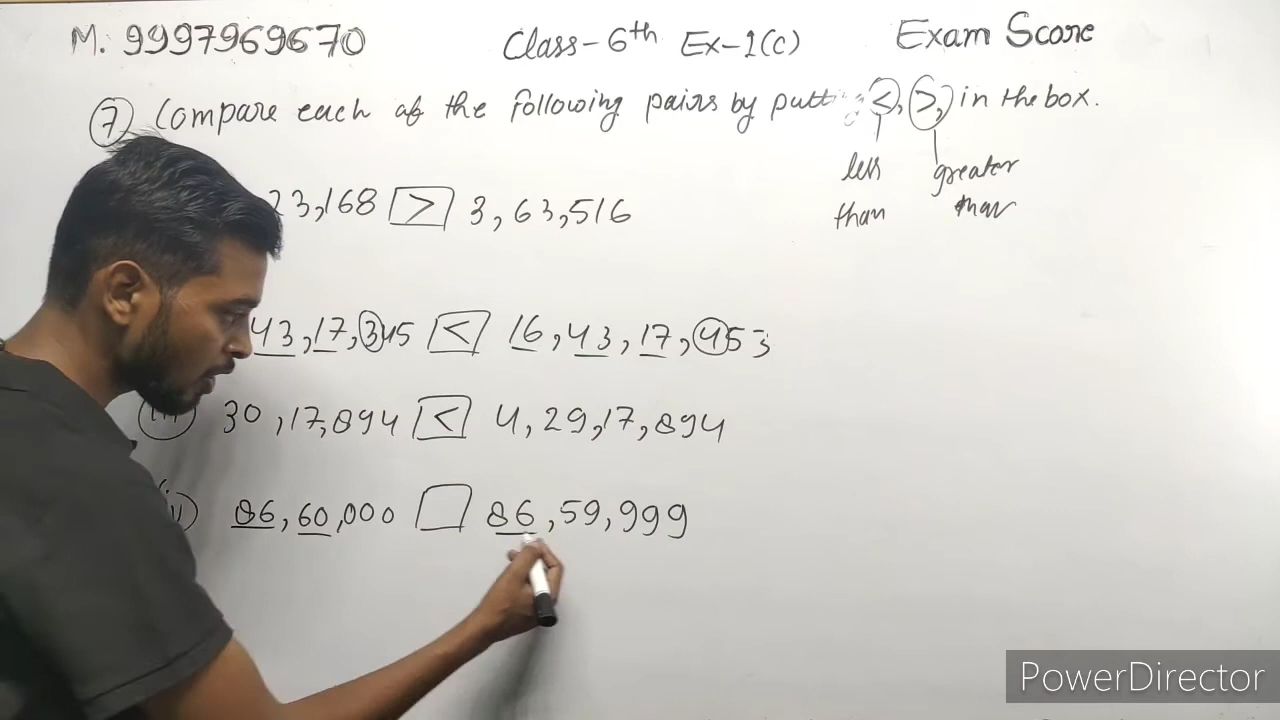 M. 9997969670 Class-6th Ex-1(c) Exam Score
7 Compare each of the following pairs by <, >, in the box.
less than greater than
23,168 > 3,63,516
43,17,345 < 16,43,17,453
30,17,894 < 4,29,17,894
86,60,000 86,59,999
PowerDirector